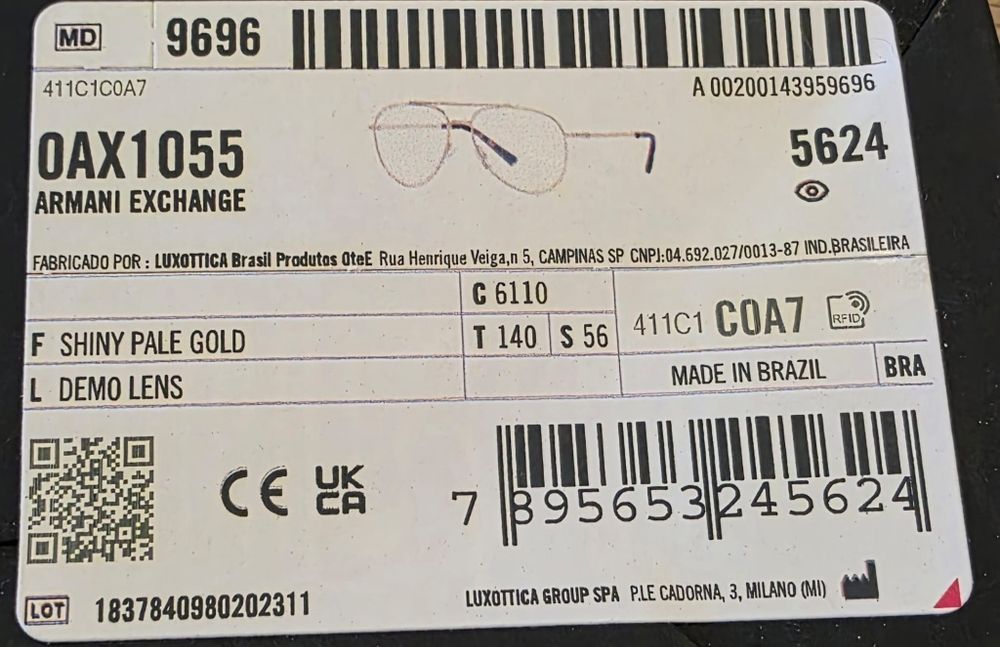 MD 9696
411C1C0A7
A 00200143959696
0AX1055
ARMANI EXCHANGE
5624
FABRICADO POR : LUXOTTICA Brasil Produtos OteE Rua Henrique Veiga,n 5, CAMPINAS SP CNPJ:04.692.027/0013-87 IND.BRASILEIRA
C 6110
F SHINY PALE GOLD
T 140 S 56
411C1 C0A7 RFID
L DEMO LENS
MADE IN BRAZIL BRA
CE UK CA
7 895653 245624
LOT 1837840980202311
LUXOTTICA GROUP SPA P.LE CADORNA, 3, MILANO (MI)